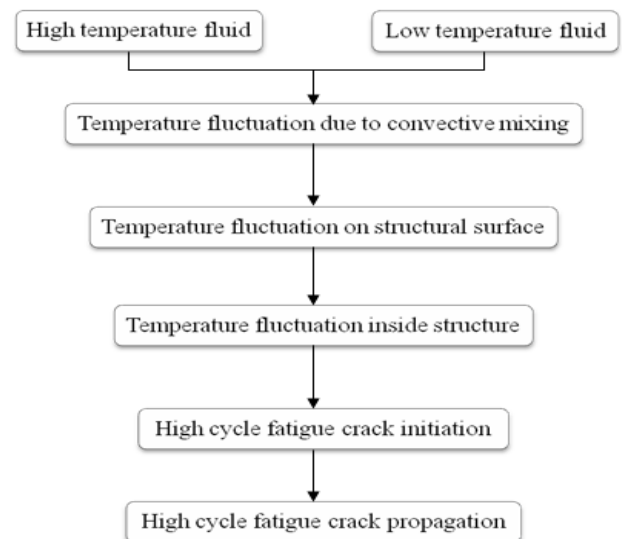 High temperature fluid
Low temperature fluid
Temperature fluctuation due to convective mixing
Temperature fluctuation on structural surface
Temperature fluctuation inside structure
High cycle fatigue crack initiation
High cycle fatigue crack propagation